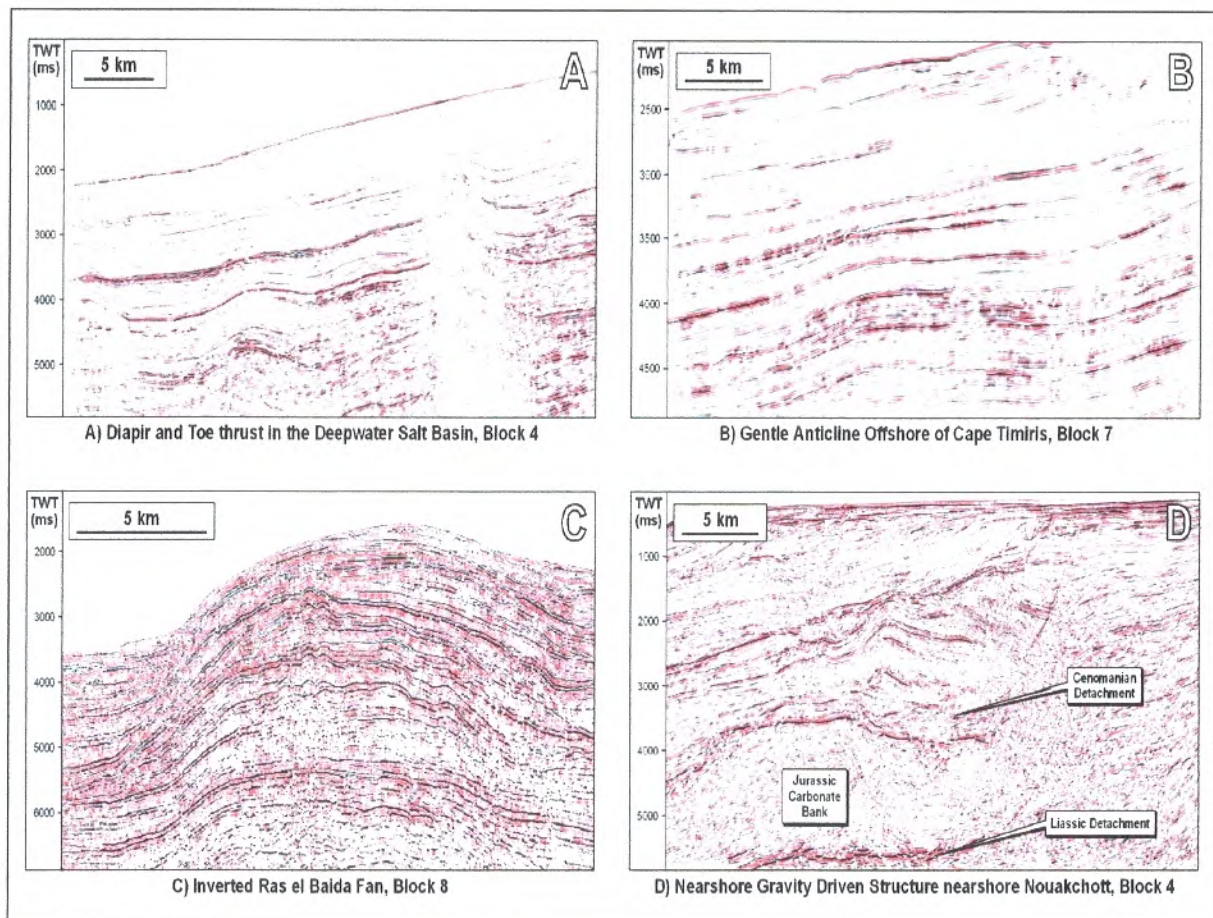 TWT
(ms)
5 km
A
1000
2000
3000
4000
5000
A) Diapir and Toe thrust in the Deepwater Salt Basin, Block 4
TWT
(ms)
5 km
B
2500
3000
3500
4000
4500
B) Gentle Anticline Offshore of Cape Timiris, Block 7
TWT
(ms)
5 km
C
2000
3000
4000
5000
6000
C) Inverted Ras el Baida Fan, Block 8
TWT
(ms)
5 km
D
1000
2000
3000
4000
5000
Cenomanian
Detachment
Jurassic
Carbonate
Bank
Liassic Detachment
D) Nearshore Gravity Driven Structure nearshore Nouakchott, Block 4